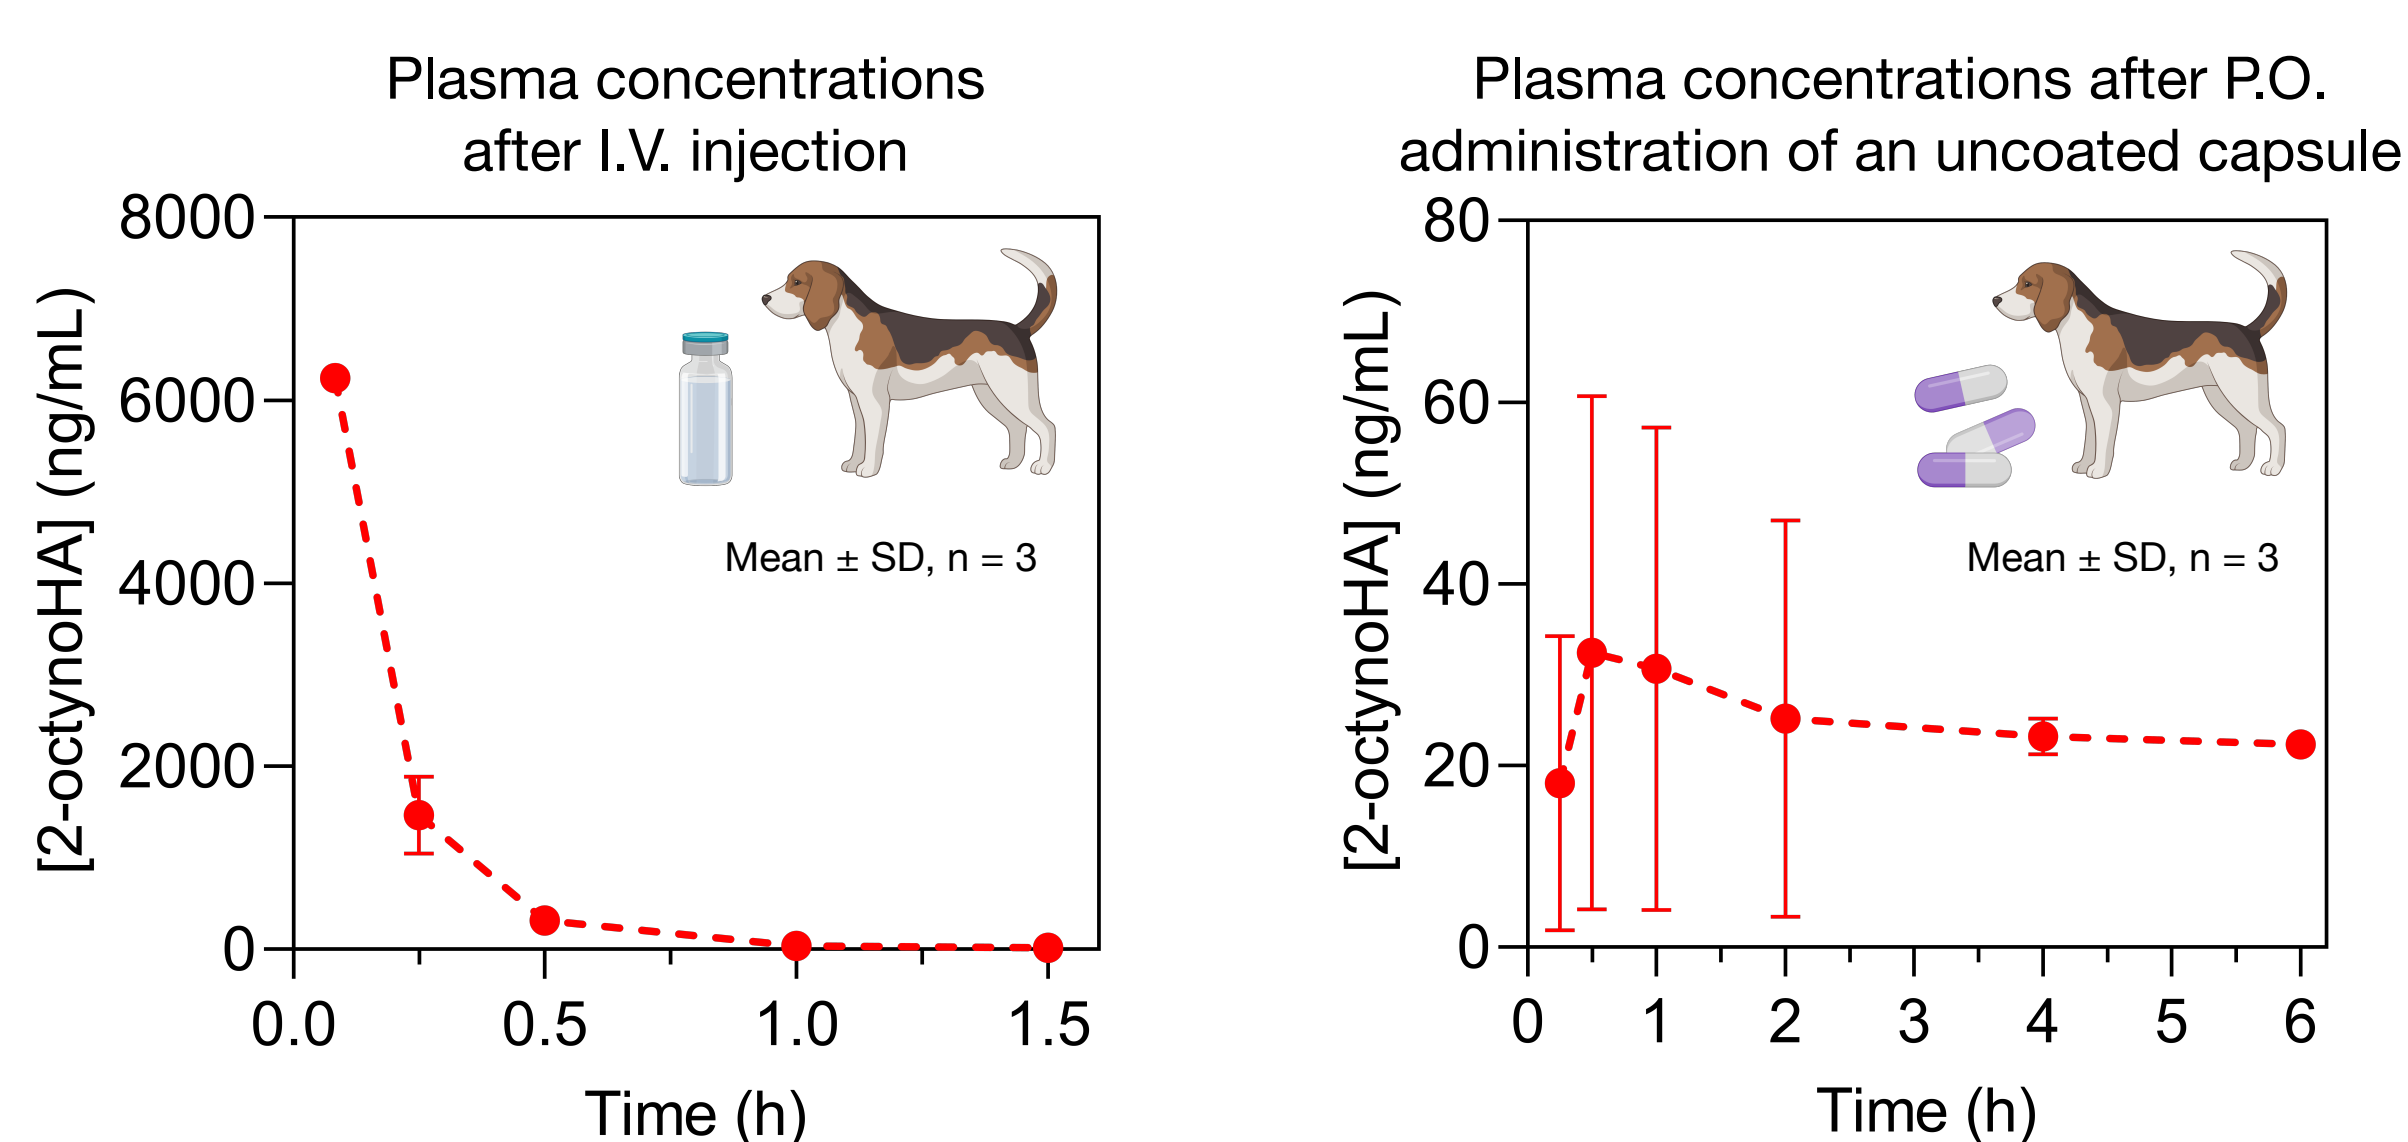 Plasma concentrations
after I.V. injection
8000
6000
4000
2000
0
[2-octynoHA] (ng/mL)
Mean ± SD, n = 3
0.0 0.5 1.0 1.5
Time (h)
Plasma concentrations after P.O.
administration of an uncoated capsule
80
60
40
20
0
[2-octynoHA] (ng/mL)
Mean ± SD, n = 3
0 1 2 3 4 5 6
Time (h)